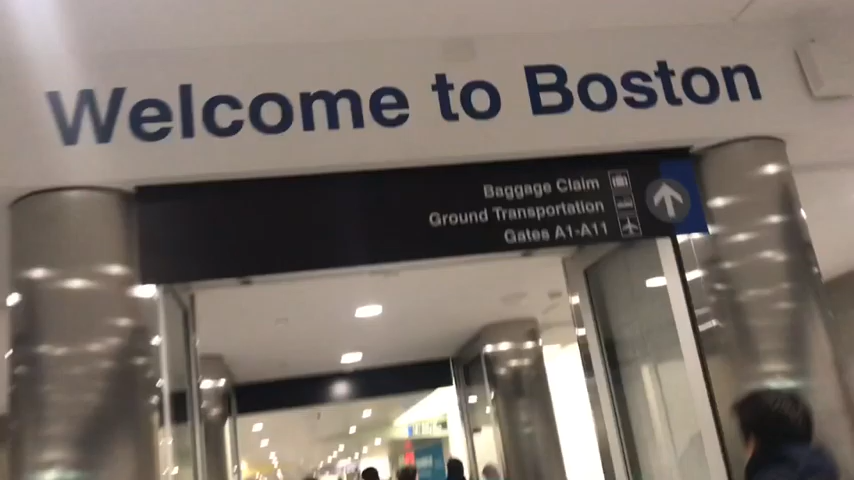 Welcome to Boston
Baggage Claim
Ground Transportation
Gates A1-A11